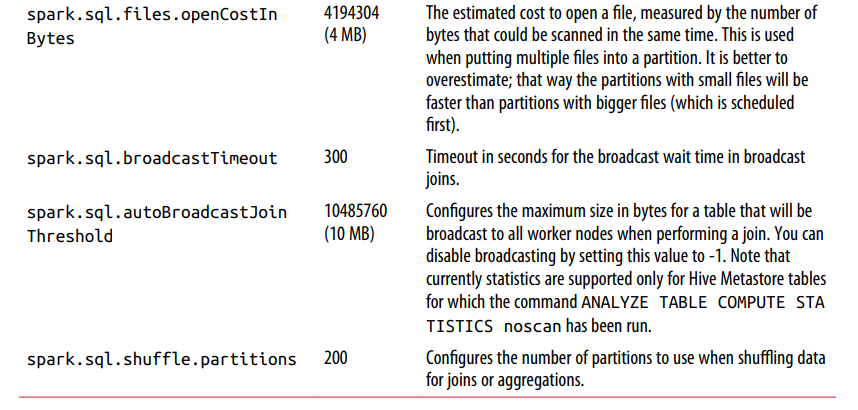 spark.sql.files.openCostIn 4194304 The estimated cost to open a file, measured by the number of
Bytes (4 MB) bytes that could be scanned in the same time. This is used
when putting multiple files into a partition. It is better to
overestimate; that way the partitions with small files will be
faster than partitions with bigger files (which is scheduled
first).
spark.sql.broadcastTimeout 300 Timeout in seconds for the broadcast wait time in broadcast
joins.
spark.sql.autoBroadcastJoin 10485760 Configures the maximum size in bytes for a table that will be
Threshold (10 MB) broadcast to all worker nodes when performing a join. You can
disable broadcasting by setting this value to -1. Note that
currently statistics are supported only for Hive Metastore tables
for which the command ANALYZE TABLE COMPUTE STA
TISTICS noscan has been run.
spark.sql.shuffle.partitions 200 Configures the number of partitions to use when shuffling data
for joins or aggregations.